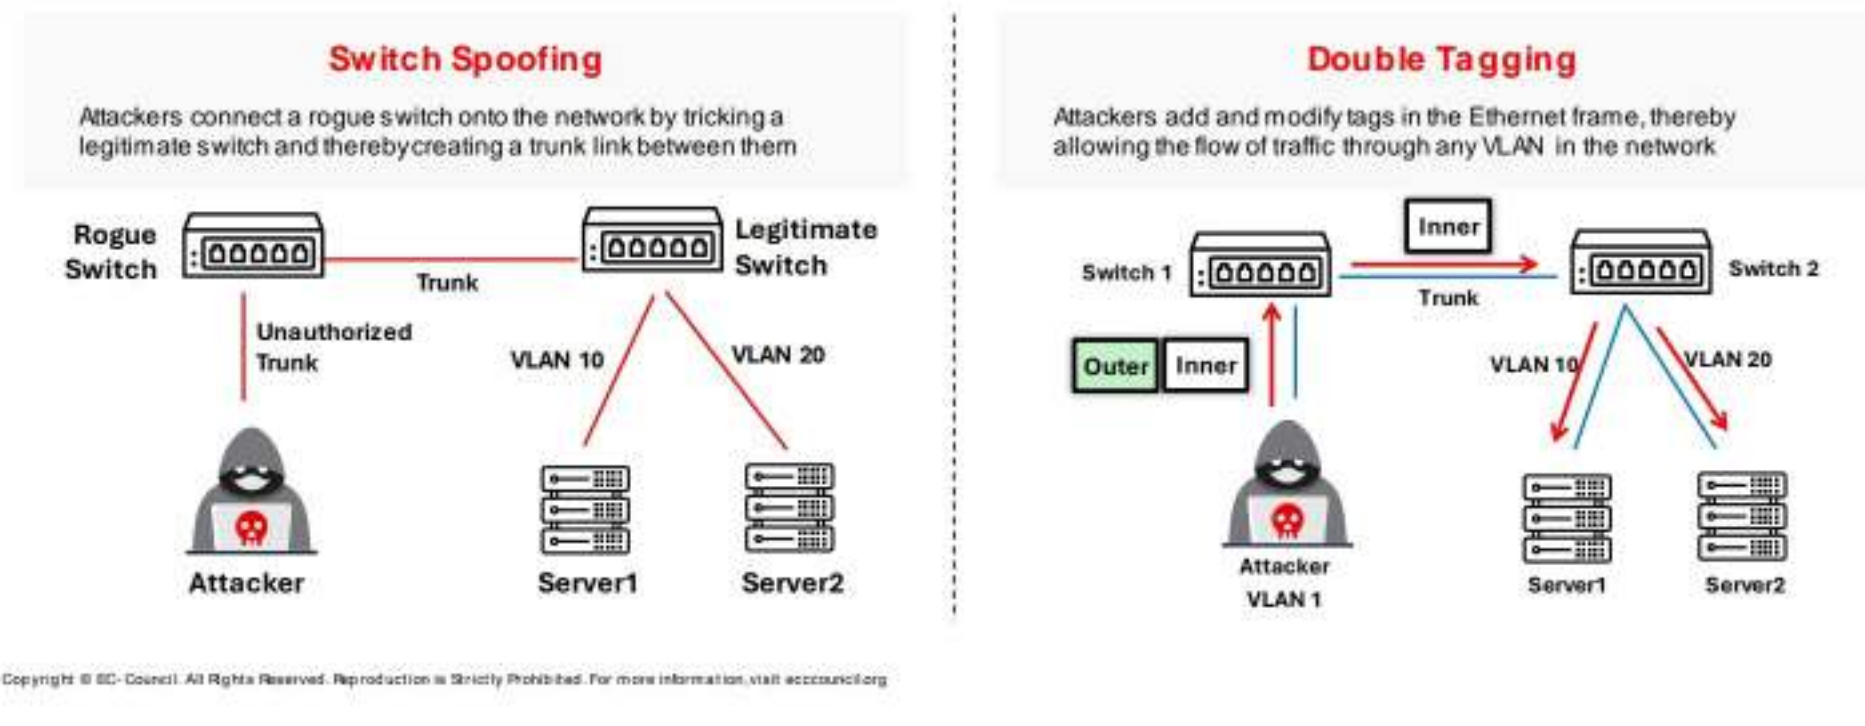 Switch Spoofing
Attackers connect a rogue switch onto the network by tricking a
legitimate switch and thereby creating a trunk link between them
Rogue
Switch
Legitimate
Switch
Trunk
Unauthorized
Trunk
VLAN 10
VLAN 20
Attacker
Server1
Server2
Double Tagging
Attackers add and modify tags in the Ethernet frame, thereby
allowing the flow of traffic through any VLAN in the network
Inner
Switch 1
Switch 2
Trunk
Outer
Inner
VLAN 10
VLAN 20
Attacker
VLAN 1
Server1
Server2
Copyright © EC-Council. All Rights Reserved. Reproduction is Strictly Prohibited. For more information, visit eccouncil.org